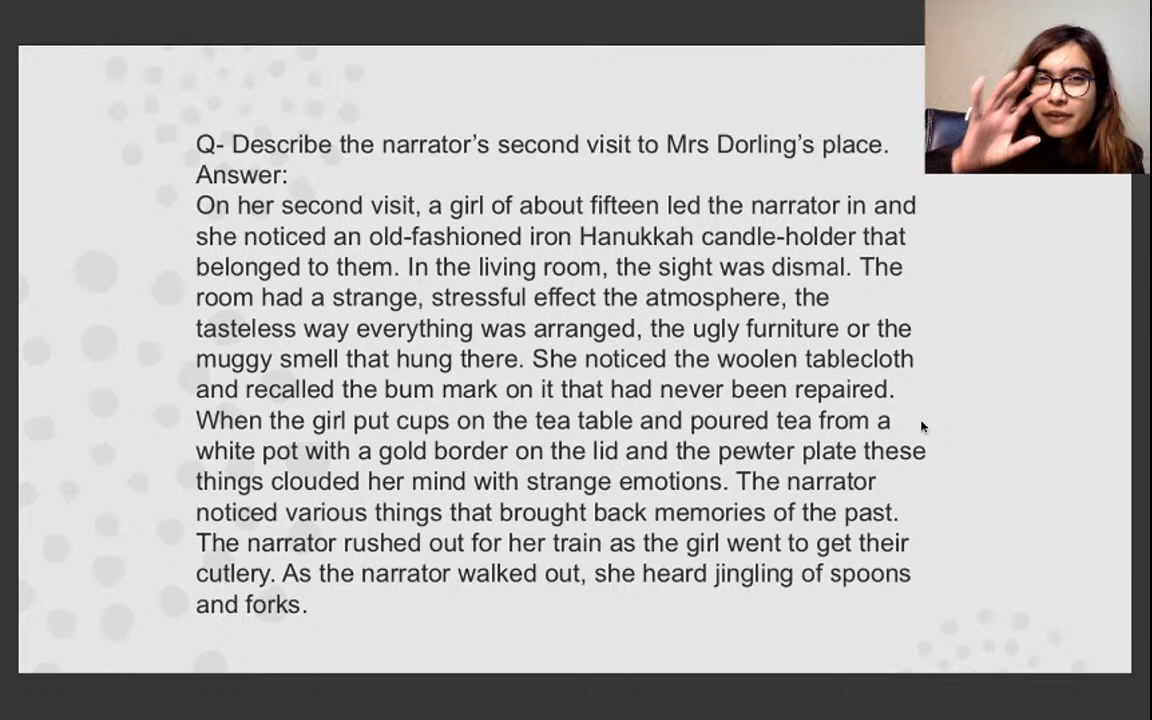 Q- Describe the narrator's second visit to Mrs Dorling's place.
Answer:
On her second visit, a girl of about fifteen led the narrator in and
she noticed an old-fashioned iron Hanukkah candle-holder that
belonged to them. In the living room, the sight was dismal. The
room had a strange, stressful effect the atmosphere, the
tasteless way everything was arranged, the ugly furniture or the
muggy smell that hung there. She noticed the woolen tablecloth
and recalled the bum mark on it that had never been repaired.
When the girl put cups on the tea table and poured tea from a
white pot with a gold border on the lid and the pewter plate these
things clouded her mind with strange emotions. The narrator
noticed various things that brought back memories of the past.
The narrator rushed out for her train as the girl went to get their
cutlery. As the narrator walked out, she heard jingling of spoons
and forks.